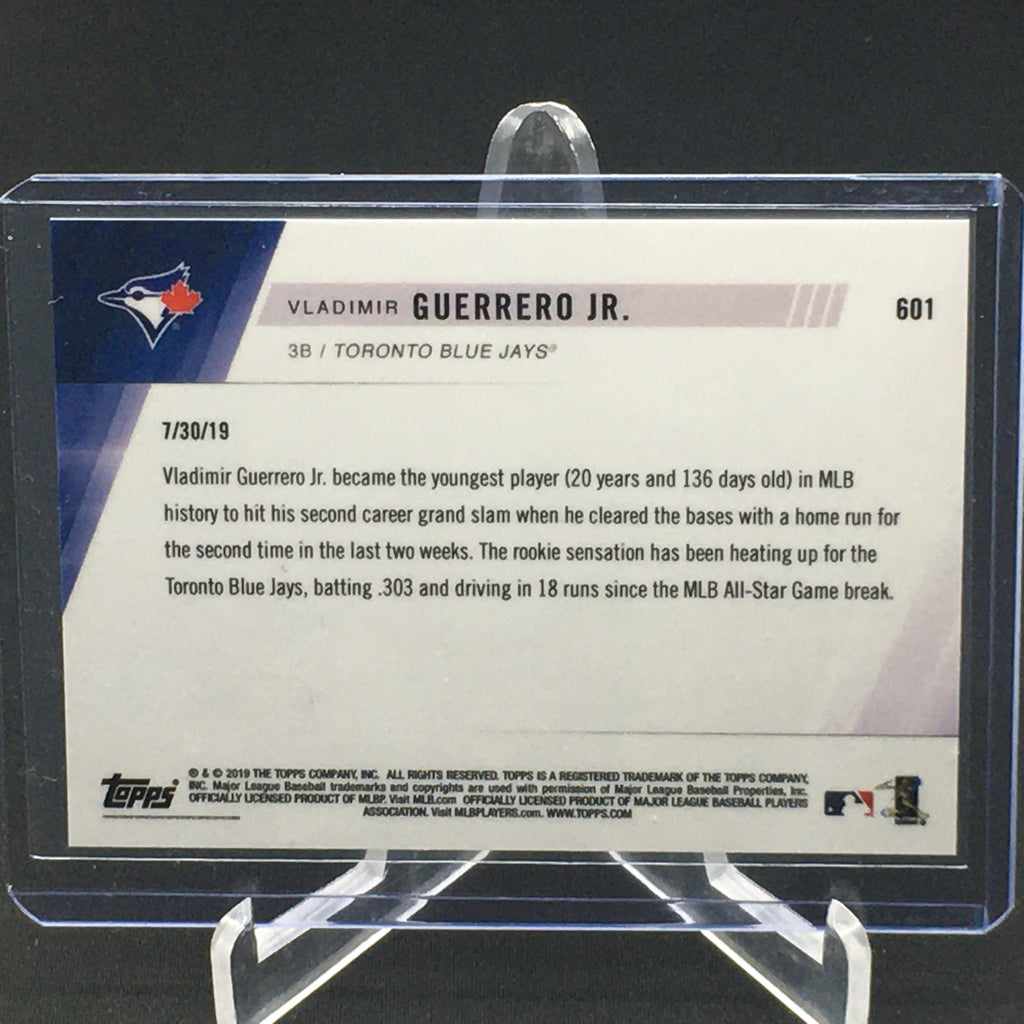 VLADIMIR GUERRERO JR.
601
3B / TORONTO BLUE JAYS®
7/30/19
Vladimir Guerrero Jr. became the youngest player (20 years and 136 days old) in MLB
history to hit his second career grand slam when he cleared the bases with a home run for
the second time in the last two weeks. The rookie sensation has been heating up for the
Toronto Blue Jays, batting .303 and driving in 18 runs since the MLB All-Star Game break.
Topps
® & © 2019 THE TOPPS COMPANY, INC. ALL RIGHTS RESERVED. TOPPS IS A REGISTERED TRADEMARK OF THE TOPPS COMPANY,
INC. Major League Baseball trademarks and copyrights are used with permission of Major League Baseball Properties, Inc.
OFFICIALLY LICENSED PRODUCT OF MLBP. Visit MLB.com OFFICIALLY LICENSED PRODUCT OF MAJOR LEAGUE BASEBALL PLAYERS
ASSOCIATION. Visit MLBPLAYERS.com. WWW.TOPPS.COM